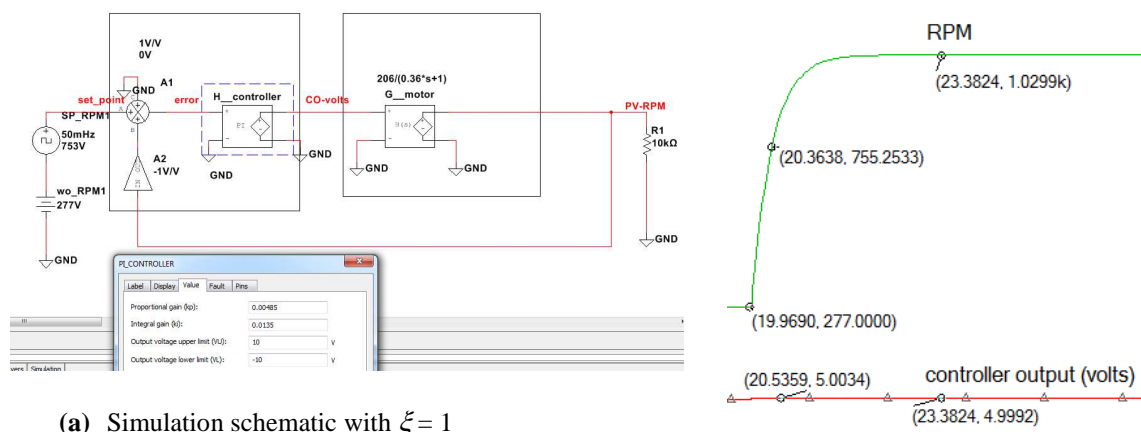 1V/V
0V
A1
GND
set_point
error
H__controller
CO-volts
206/(0.36*s+1)
G__motor
PV-RPM
SP_RPM1
50mHz
753V
A
C
B
PI
GND
GND
A2
-1V/V
OUT
IN
R1
10kΩ
GND
GND
GND
wo_RPM1
277V
GND
PI_CONTROLLER
Label
Display
Value
Fault
Pins
Proportional gain (kp):
0.00485
Integral gain (ki):
0.0135
Output voltage upper limit (VU):
10
V
Output voltage lower limit (VL):
-10
V
Simulation
(a) Simulation schematic with ξ = 1
RPM
(23.3824, 1.0299k)
(20.3638, 755.2533)
(19.9690, 277.0000)
(20.5359, 5.0034)
controller output (volts)
(23.3824, 4.9992)